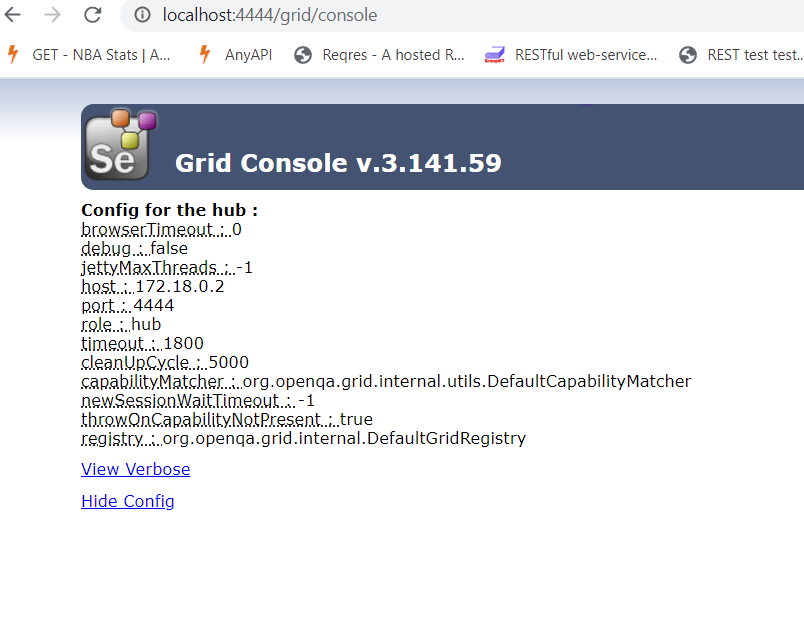 localhost:4444/grid/console
GET - NBA Stats | A... AnyAPI Reqres - A hosted R... RESTful web-service... REST test test...
Se
Grid Console v.3.141.59
Config for the hub :
browserTimeout : 0
debug : false
jettyMaxThreads : -1
host : 172.18.0.2
port : 4444
role : hub
timeout : 1800
cleanUpCycle : 5000
capabilityMatcher : org.openqa.grid.internal.utils.DefaultCapabilityMatcher
newSessionWaitTimeout : -1
throwOnCapabilityNotPresent : true
registry : org.openqa.grid.internal.DefaultGridRegistry
View Verbose
Hide Config